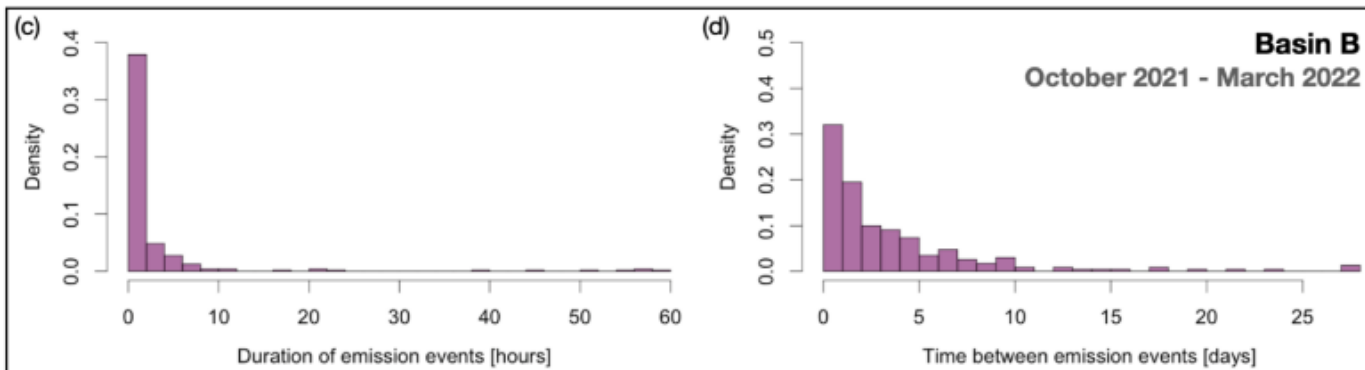 (c)
0.4
0.3
0.2
0.1
0.0
Density
0 10 20 30 40 50 60
Duration of emission events [hours]
(d)
Basin B
October 2021 - March 2022
0.5
0.4
0.3
0.2
0.1
0.0
Density
0 5 10 15 20 25
Time between emission events [days]